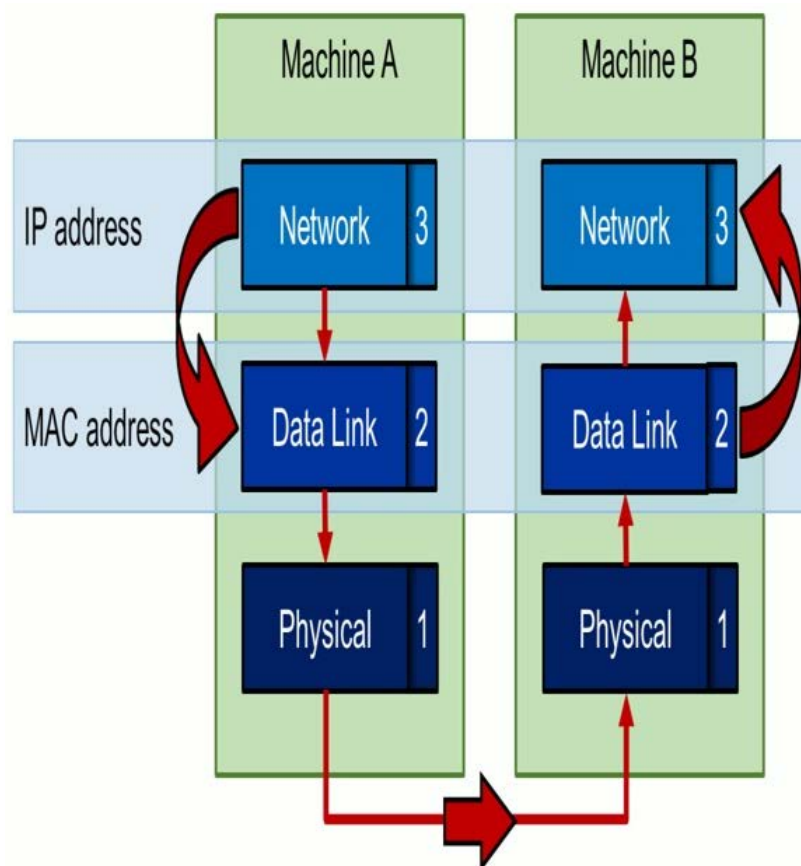 Machine A
Machine B
IP address
Network 3
Network 3
MAC address
Data Link 2
Data Link 2
Physical 1
Physical 1